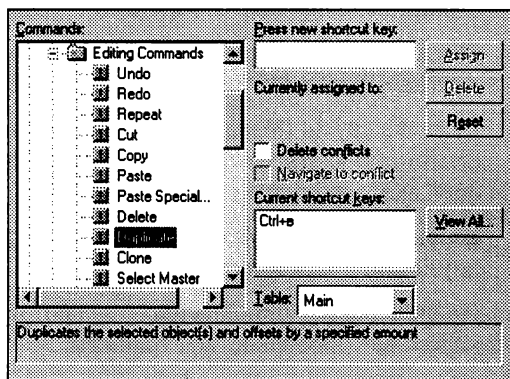 Commands:
Editing Commands
Undo
Redo
Repeat
Cut
Copy
Paste
Paste Special...
Delete
Duplicate
Clone
Select Master
Press new shortcut key:
Assign
Currently assigned to:
Delete
Reset
Delete conflicts
Navigate to conflict
Current shortcut keys:
Ctrl+a
View All...
Table: Main
Duplicates the selected object(s) and offsets by a specified amount